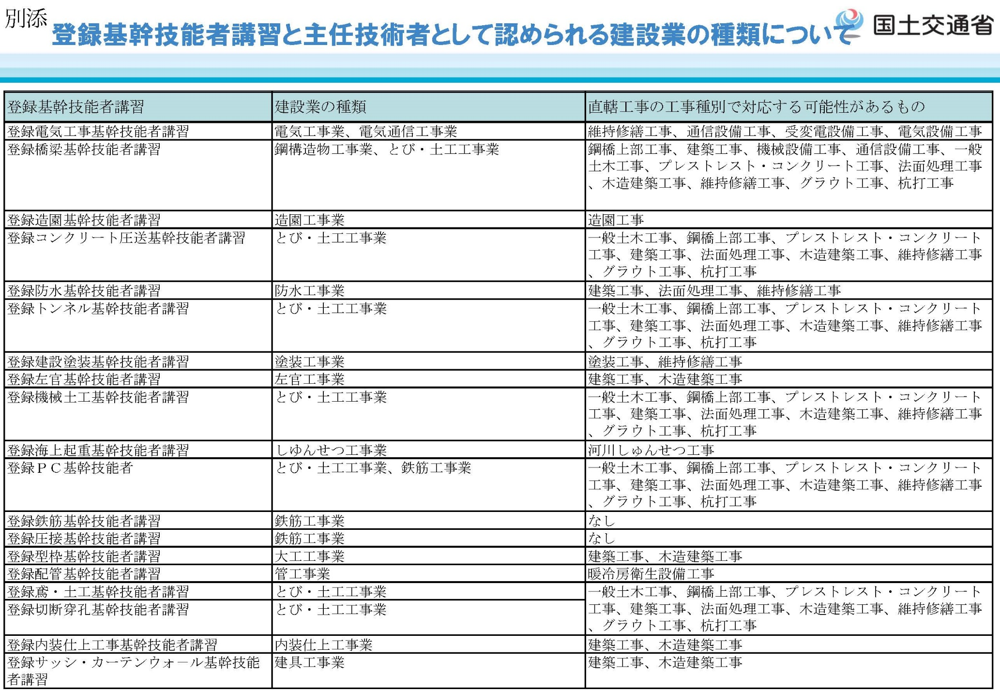 別添
登録基幹技能者講習と主任技術者として認められる建設業の種類について
国土交通省
登録基幹技能者講習 建設業の種類 直轄工事の工事種別で対応する可能性があるもの
登録電気工事基幹技能者講習 電気工事業、電気通信工事業 維持修繕工事、通信設備工事、受変電設備工事、電気設備工事
登録橋梁基幹技能者講習 鋼構造物工事業、とび・土工工事業 鋼橋上部工事、建築工事、機械設備工事、通信設備工事、一般
土木工事、プレストレスト・コンクリート工事、法面処理工事
、木造建築工事、維持修繕工事、グラウト工事、杭打工事
登録造園基幹技能者講習 造園工事業 造園工事
登録コンクリート圧送基幹技能者講習 とび・土工工事業 一般土木工事、鋼橋上部工事、プレストレスト・コンクリート
工事、建築工事、法面処理工事、木造建築工事、維持修繕工事
、グラウト工事、杭打工事
登録防水基幹技能者講習 防水工事業 建築工事、法面処理工事、維持修繕工事
登録トンネル基幹技能者講習 とび・土工工事業 一般土木工事、鋼橋上部工事、プレストレスト・コンクリート
工事、建築工事、法面処理工事、木造建築工事、維持修繕工事
、グラウト工事、杭打工事
登録建設塗装基幹技能者講習 塗装工事業 塗装工事、維持修繕工事
登録左官基幹技能者講習 左官工事業 建築工事、木造建築工事
登録機械土工基幹技能者講習 とび・土工工事業 一般土木工事、鋼橋上部工事、プレストレスト・コンクリート
工事、建築工事、法面処理工事、木造建築工事、維持修繕工事
、グラウト工事、杭打工事
登録海上起重基幹技能者講習 しゆんせつ工事業 河川しゅんせつ工事
登録ＰＣ基幹技能者 とび・土工工事業、鉄筋工事業 一般土木工事、鋼橋上部工事、プレストレスト・コンクリート
工事、建築工事、法面処理工事、木造建築工事、維持修繕工事
、グラウト工事、杭打工事
登録鉄筋基幹技能者講習 鉄筋工事業 なし
登録圧接基幹技能者講習 鉄筋工事業 なし
登録型枠基幹技能者講習 大工工事業 建築工事、木造建築工事
登録配管基幹技能者講習 管工事業 暖冷房衛生設備工事
登録鳶・土工基幹技能者講習 とび・土工工事業 一般土木工事、鋼橋上部工事、プレストレスト・コンクリート
登録切断穿孔基幹技能者講習 とび・土工工事業 工事、建築工事、法面処理工事、木造建築工事、維持修繕工事
、グラウト工事、杭打工事
登録内装仕上工事基幹技能者講習 内装仕上工事業 建築工事、木造建築工事
登録サッシ・カーテンウォール基幹技能 建具工事業 建築工事、木造建築工事
者講習